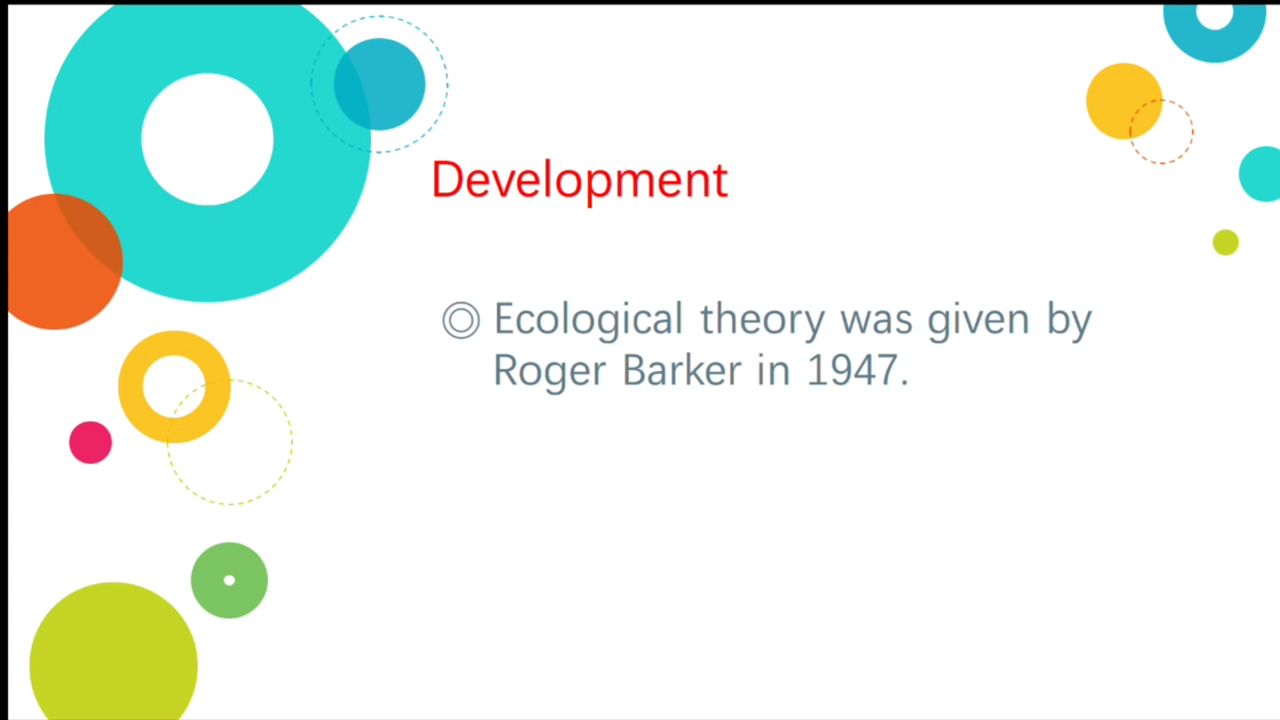 Development
◎ Ecological theory was given by
Roger Barker in 1947.